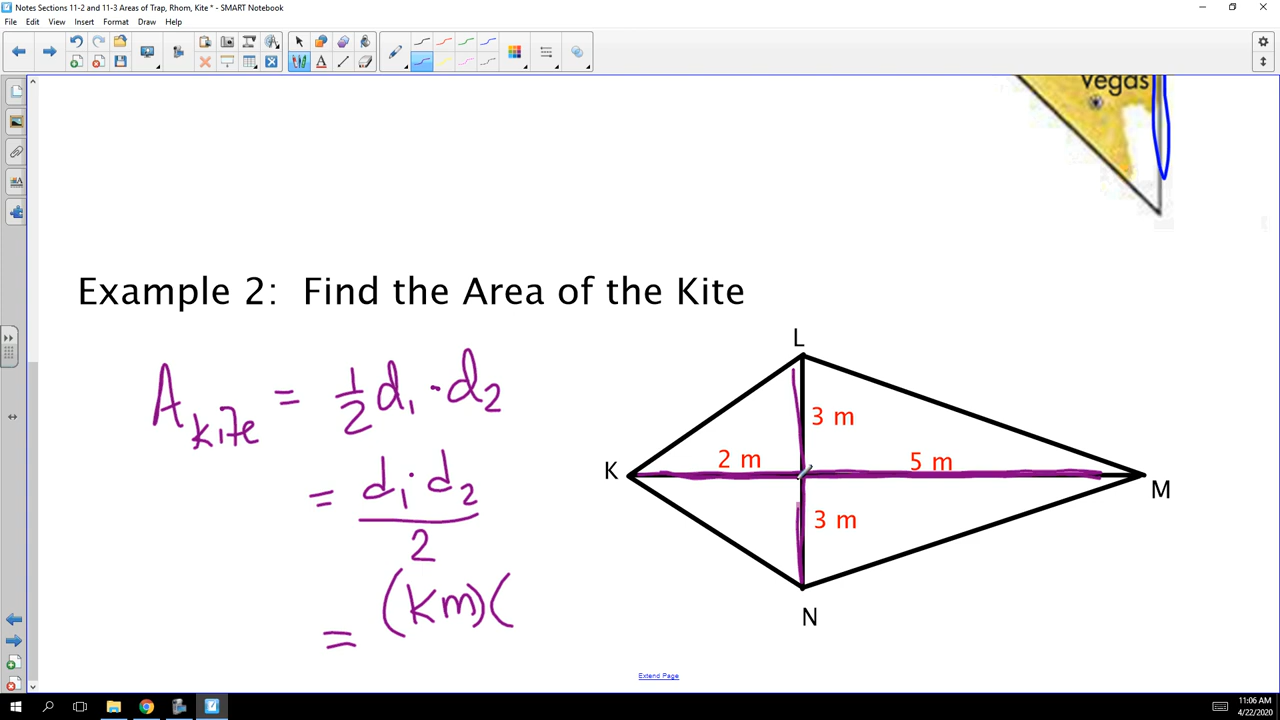 Notes Sections 11-2 and 11-3 Areas of Trap, Rhom, Kite * - SMART Notebook
File Edit View Insert Format Draw Help
Vegas
Example 2: Find the Area of the Kite
A kite = 1/2 d1 · d2
= d1 · d2 / 2
= (KM)(
L
3 m
K
2 m
5 m
M
3 m
N
Extend Page
11:06 AM
4/22/2020